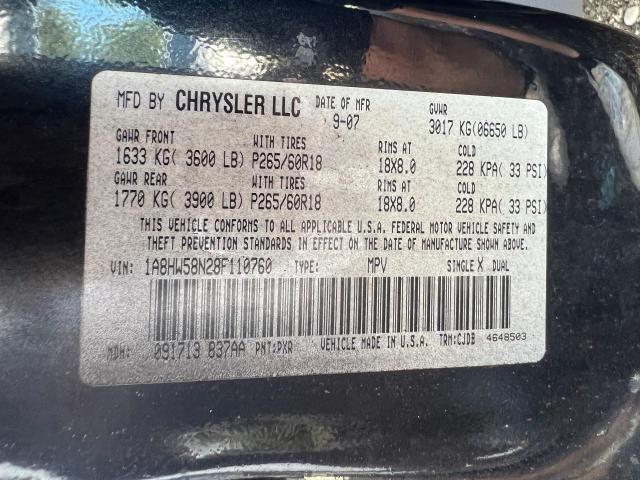 MFD BY CHRYSLER LLC DATE OF MFR GVWR
9-07 3017 KG(06650 LB)
GAWR FRONT WITH TIRES RIMS AT COLD
1633 KG( 3600 LB) P265/60R18 18X8.0 228 KPA( 33 PSI)
GAWR REAR WITH TIRES RIMS AT COLD
1770 KG( 3900 LB) P265/60R18 18X8.0 228 KPA( 33 PSI)
THIS VEHICLE CONFORMS TO ALL APPLICABLE U.S.A. FEDERAL MOTOR VEHICLE SAFETY AND
THEFT PREVENTION STANDARDS IN EFFECT ON THE DATE OF MANUFACTURE SHOWN ABOVE.
VIN: 1A8HW58N28F110760 TYPE: MPV SINGLE X DUAL
MDH: 091713 837AA PNT:PXR VEHICLE MADE IN U.S.A. TRM:CJDB 4648503